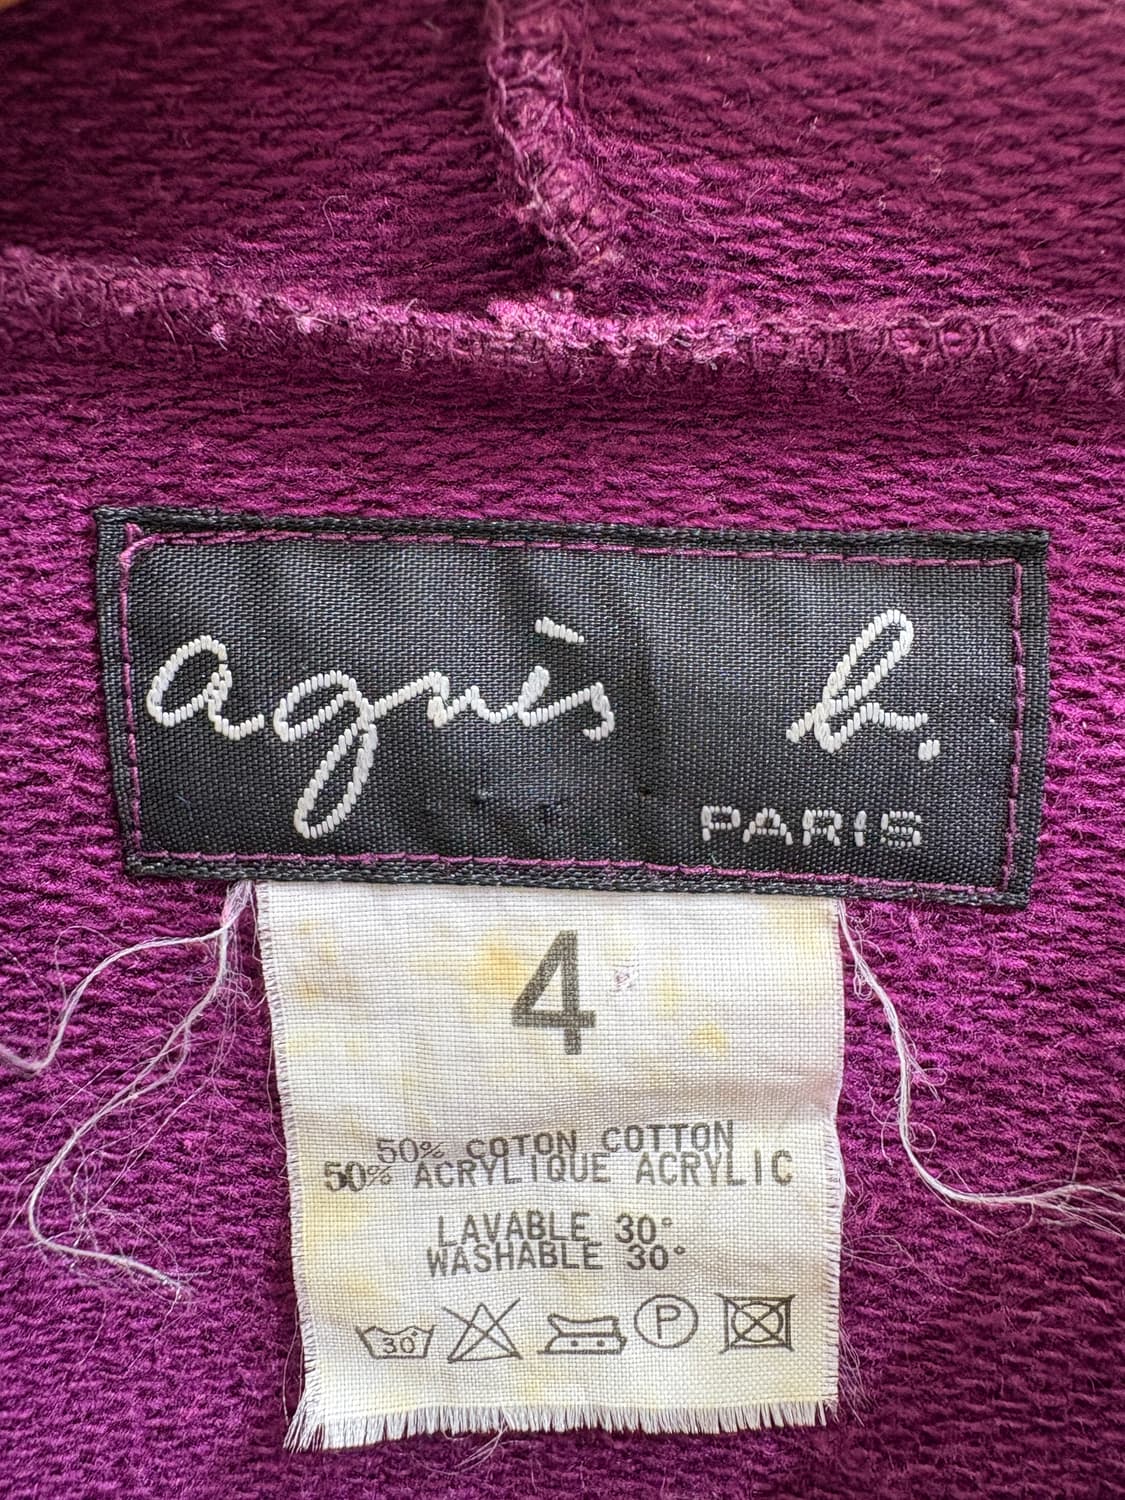 agnès b.
PARIS
4
50% COTON COTTON
50% ACRYLIQUE ACRYLIC
LAVABLE 30°
WASHABLE 30°
30° P